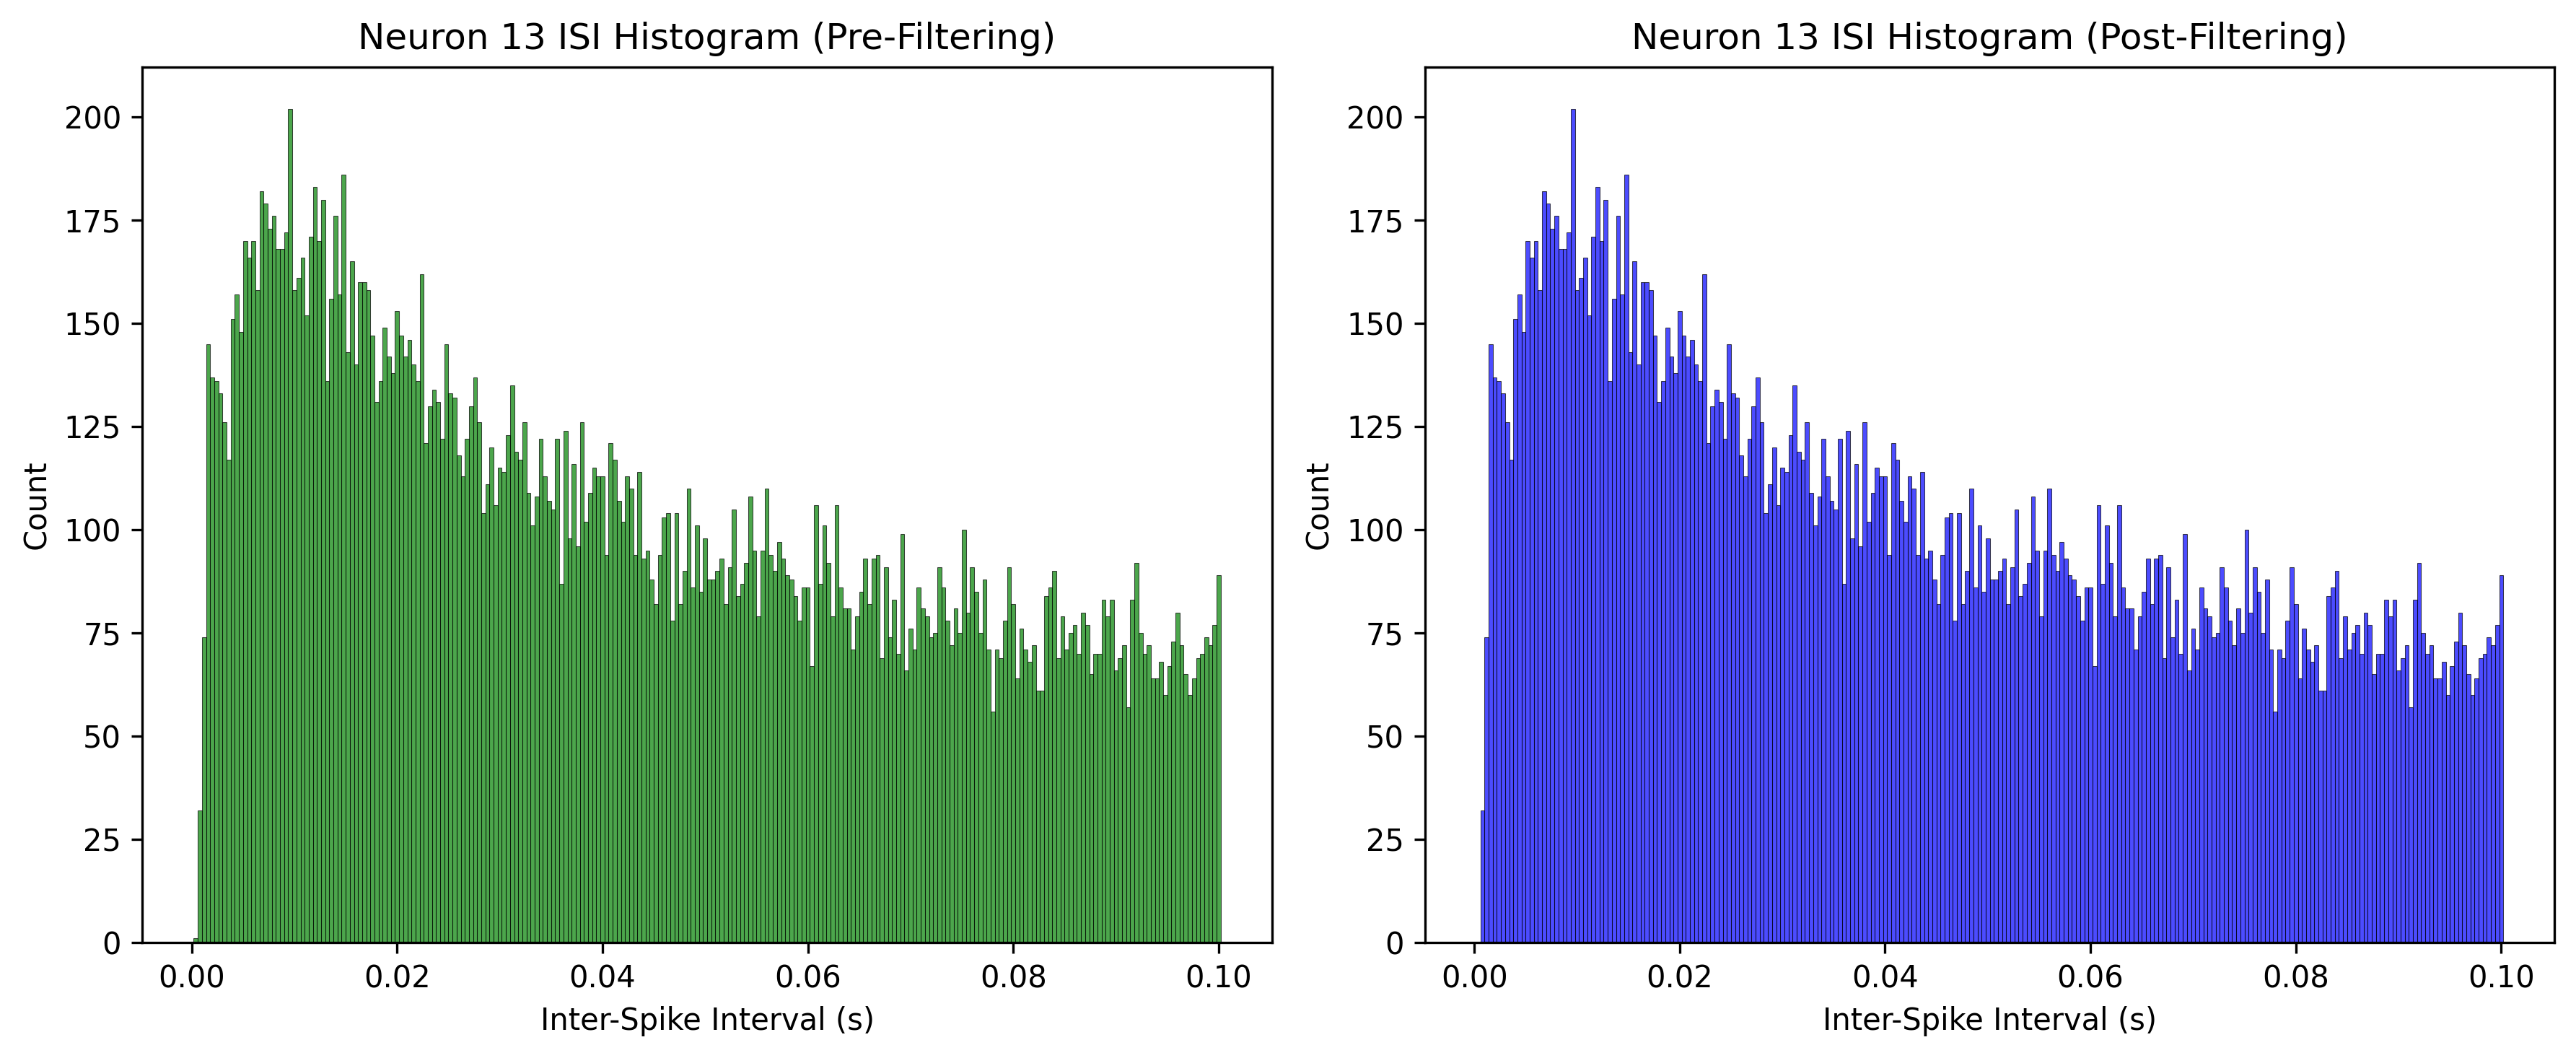 Neuron 13 ISI Histogram (Pre-Filtering)
200
175
150
125
100
75
50
25
0
Count
0.00 0.02 0.04 0.06 0.08 0.10
Inter-Spike Interval (s)
Neuron 13 ISI Histogram (Post-Filtering)
200
175
150
125
100
75
50
25
0
Count
0.00 0.02 0.04 0.06 0.08 0.10
Inter-Spike Interval (s)